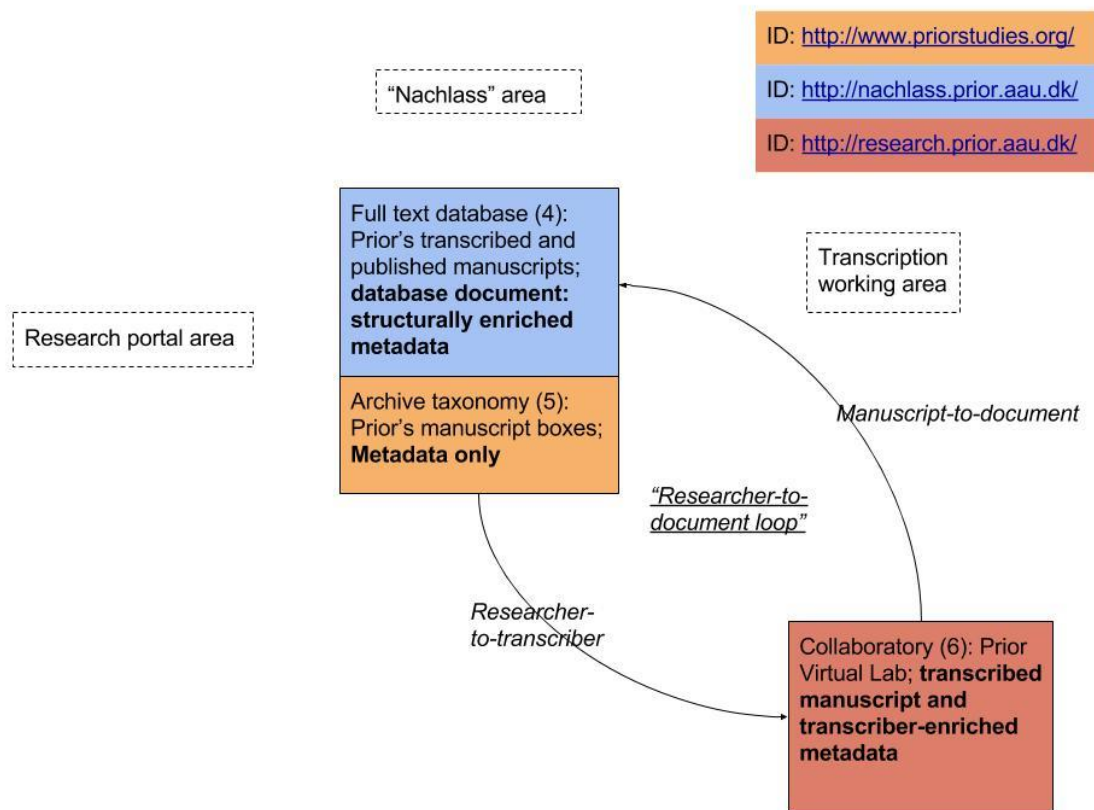 ID: http://www.priorstudies.org/
ID: http://nachlass.prior.aau.dk/
ID: http://research.prior.aau.dk/
“Nachlass” area
Full text database (4):
Prior’s transcribed and
published manuscripts;
database document:
structurally enriched
metadata
Transcription
working area
Research portal area
Archive taxonomy (5):
Prior’s manuscript boxes;
Metadata only
Manuscript-to-document
“Researcher-to-
document loop”
Researcher-
to-transcriber
Collaboratory (6): Prior
Virtual Lab; transcribed
manuscript and
transcriber-enriched
metadata